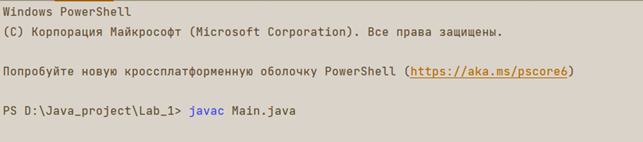 Windows PowerShell
(C) Корпорация Майкрософт (Microsoft Corporation). Все права защищены.
Попробуйте новую кроссплатформенную оболочку PowerShell (https://aka.ms/pscore6)
PS D:\Java_project\Lab_1> javac Main.java